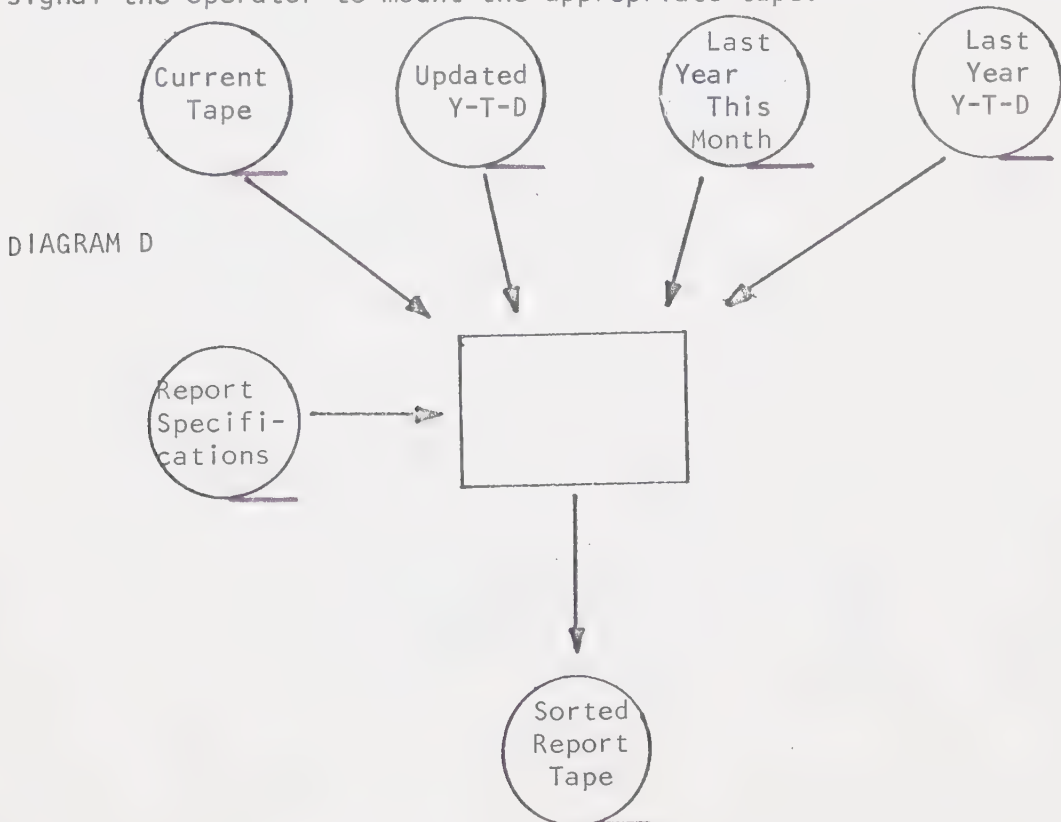 signal the operator to mount the appropriate tape.
Current
Tape
Updated
Y-T-D
Last
Year
This
Month
Last
Year
Y-T-D
DIAGRAM D
Report
Specifi-
cations
Sorted
Report
Tape